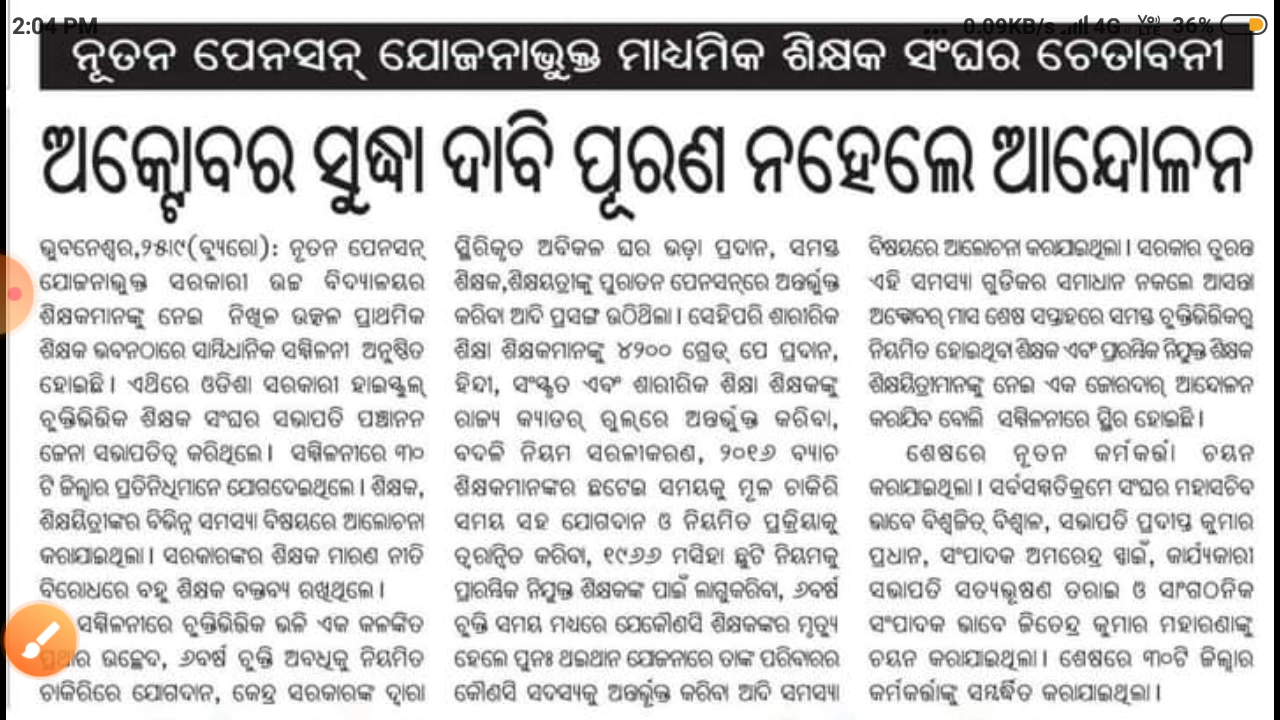 2:04 PM
... 0.09KB/s 4G Vo) LTE 36%
ନୂତନ ପେନସନ୍ ଯୋଜନାଭୁକ୍ତ ମାଧ୍ୟମିକ ଶିକ୍ଷକ ସଂଘର ଚେତାବନୀ
ଅକ୍ଟୋବର ସୁଦ୍ଧା ଦାବି ପୂରଣ ନହେଲେ ଆନ୍ଦୋଳନ
ଭୁବନେଶ୍ୱର,୨୫।୯(ବ୍ୟୁରୋ): ନୂତନ ପେନସନ୍
ଯୋଜନାଭୁକ୍ତ ସରକାରୀ ଉଚ୍ଚ ବିଦ୍ୟାଳୟର
ଶିକ୍ଷକମାନଙ୍କୁ ନେଇ ନିଖିଳ ଉତ୍କଳ ପ୍ରାଥମିକ
ଶିକ୍ଷକ ଭବନଠାରେ ସାମ୍ବିଧାନିକ ସମ୍ମିଳନୀ ଅନୁଷ୍ଠିତ
ହୋଇଛି। ଏଥିରେ ଓଡିଶା ସରକାରୀ ହାଇସ୍କୁଲ୍
ଚୁକ୍ତିଭିତ୍ତିକ ଶିକ୍ଷକ ସଂଘର ସଭାପତି ପଞ୍ଚାନନ
ଜେନା ସଭାପତିତ୍ୱ କରିଥିଲେ। ସମ୍ମିଳନୀରେ ୩୦
ଟି ଜିଲ୍ଲାର ପ୍ରତିନିଧିମାନେ ଯୋଗଦେଇଥିଲେ। ଶିକ୍ଷକ,
ଶିକ୍ଷୟିତ୍ରୀଙ୍କର ବିଭିନ୍ନ ସମସ୍ୟା ବିଷୟରେ ଆଲୋଚନା
କରାଯାଇଥିଲା। ସରକାରଙ୍କର ଶିକ୍ଷକ ମାରଣ ନୀତି
ବିରୋଧରେ ବହୁ ଶିକ୍ଷକ ବକ୍ତବ୍ୟ ରଖିଥିଲେ।
ସମ୍ମିଳନୀରେ ଚୁକ୍ତିଭିତ୍ତିକ ଭଳି ଏକ କଳଙ୍କିତ
ପ୍ରଥାର ଉଚ୍ଛେଦ, ୬ବର୍ଷ ଚୁକ୍ତି ଅବଧିକୁ ନିୟମିତ
ଚାକିରିରେ ଯୋଗଦାନ, କେନ୍ଦ୍ର ସରକାରଙ୍କ ଦ୍ୱାରା
ସ୍ଥିରିକୃତ ଅବିକଳ ଘର ଭଡ଼ା ପ୍ରଦାନ, ସମସ୍ତ
ଶିକ୍ଷକ,ଶିକ୍ଷୟତ୍ରୀଙ୍କୁ ପୁରାତନ ପେନସନ୍‌ରେ ଅନ୍ତର୍ଭୁକ୍ତ
କରିବା ଆଦି ପ୍ରସଙ୍ଗ ଉଠିଥିଲା। ସେହିପରି ଶାରୀରିକ
ଶିକ୍ଷା ଶିକ୍ଷକମାନଙ୍କୁ ୪୨୦୦ ଗ୍ରେଡ୍ ପେ ପ୍ରଦାନ,
ହିନ୍ଦୀ, ସଂସ୍କୃତ ଏବଂ ଶାରୀରିକ ଶିକ୍ଷା ଶିକ୍ଷକଙ୍କୁ
ରାଜ୍ୟ କ୍ୟାଡର୍ ରୁଲ୍‌ରେ ଅନ୍ତର୍ଭୁକ୍ତ କରିବା,
ବଦଳି ନିୟମ ସରଳୀକରଣ, ୨୦୧୬ ବ୍ୟାଚ
ଶିକ୍ଷକମାନଙ୍କର ଛଟେଇ ସମୟକୁ ମୂଳ ଚାକିରି
ସମୟ ସହ ଯୋଗଦାନ ଓ ନିୟମିତ ପ୍ରକ୍ରିୟାକୁ
ତ୍ୱରାନ୍ୱିତ କରିବା, ୧୯୬୬ ମସିହା ଛୁଟି ନିୟମକୁ
ପ୍ରାରମ୍ଭିକ ନିଯୁକ୍ତ ଶିକ୍ଷକଙ୍କ ପାଇଁ ଲାଗୁକରିବା, ୬ବର୍ଷ
ଚୁକ୍ତି ସମୟ ମଧ୍ୟରେ ଯେକୌଣସି ଶିକ୍ଷକଙ୍କର ମୃତ୍ୟୁ
ହେଲେ ପୁନଃ ଥଇଥାନ ଯୋଜନାରେ ତାଙ୍କ ପରିବାରର
କୌଣସି ସଦସ୍ୟକୁ ଅନ୍ତର୍ଭୁକ୍ତ କରିବା ଆଦି ସମସ୍ୟା
ବିଷୟରେ ଆଲୋଚନା କରାଯାଇଥିଲା। ସରକାର ତୁରନ୍ତ
ଏହି ସମସ୍ୟା ଗୁଡିକର ସମାଧାନ ନକଲେ ଆସନ୍ତା
ଅକ୍ଟୋବର୍ ମାସ ଶେଷ ସପ୍ତାହରେ ସମସ୍ତ ଚୁକ୍ତିଭିତ୍ତିକରୁ
ନିୟମିତ ହୋଇଥିବା ଶିକ୍ଷକ ଏବଂ ପ୍ରାରମ୍ଭିକ ନିଯୁକ୍ତ ଶିକ୍ଷକ
ଶିକ୍ଷୟିତ୍ରୀମାନଙ୍କୁ ନେଇ ଏକ ଜୋରଦାର୍ ଆନ୍ଦୋଳନ
କରାଯିବ ବୋଲି ସମ୍ମିଳନୀରେ ସ୍ଥିର ହୋଇଛି।
ଶେଷରେ ନୂତନ କର୍ମକର୍ତ୍ତା ଚୟନ
କରାଯାଇଥିଲା। ସର୍ବସମ୍ମତିକ୍ରମେ ସଂଘର ମହାସଚିବ
ଭାବେ ବିଶ୍ୱଜିତ୍ ବିଶ୍ୱାଳ, ସଭାପତି ପ୍ରଦୀପ୍ତ କୁମାର
ପ୍ରଧାନ, ସଂପାଦକ ଅମରେନ୍ଦ୍ର ସ୍ୱାଇଁ, କାର୍ଯ୍ୟକାରୀ
ସଭାପତି ସତ୍ୟଭୂଷଣ ତରାଇ ଓ ସାଂଗଠନିକ
ସଂପାଦକ ଭାବେ ଜିତେନ୍ଦ୍ର କୁମାର ମହାରଣାଙ୍କୁ
ଚୟନ କରାଯାଇଥିଲା। ଶେଷରେ ୩୦ଟି ଜିଲ୍ଲାର
କର୍ମକର୍ତ୍ତାଙ୍କୁ ସମ୍ବର୍ଦ୍ଧିତ କରାଯାଇଥିଲା।